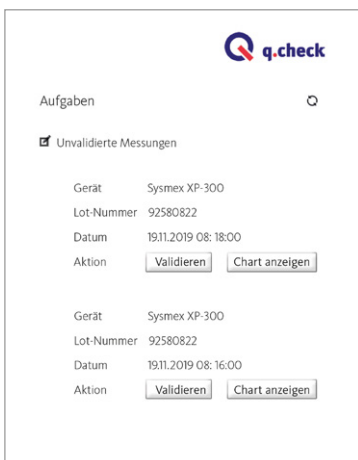 q.check
Aufgaben
Unvalidierte Messungen
Gerät Sysmex XP-300
Lot-Nummer 92580822
Datum 19.11.2019 08: 18:00
Aktion Validieren Chart anzeigen
Gerät Sysmex XP-300
Lot-Nummer 92580822
Datum 19.11.2019 08: 16:00
Aktion Validieren Chart anzeigen